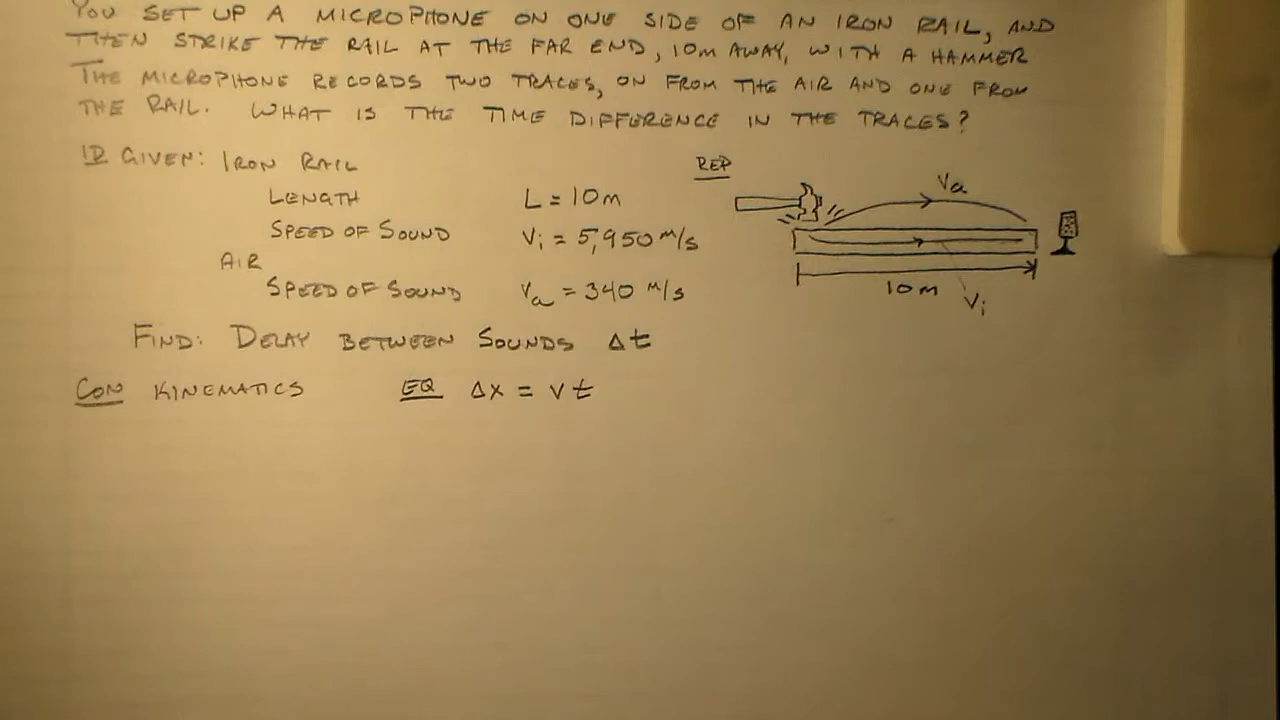 YOU SET UP A MICROPHONE ON ONE SIDE OF AN IRON RAIL, AND
THEN STRIKE THE RAIL AT THE FAR END, 10m AWAY, WITH A HAMMER
THE MICROPHONE RECORDS TWO TRACES, ON FROM THE AIR AND ONE FROM
THE RAIL. WHAT IS THE TIME DIFFERENCE IN THE TRACES?
ID GIVEN: IRON RAIL
LENGTH L = 10m
SPEED OF SOUND Vi = 5,950 m/s
AIR
SPEED OF SOUND Va = 340 m/s
FIND: DELAY BETWEEN SOUNDS Δt
CON KINEMATICS EQ Δx = vt
REP
Va
10m
Vi